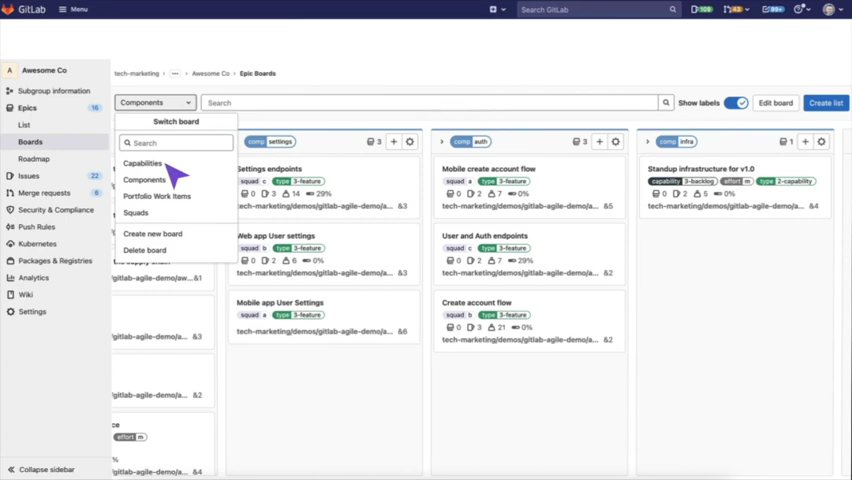 GitLab
Menu
Search GitLab
108
43
99+
A Awesome Co
tech-marketing › ... › Awesome Co › Epic Boards
Subgroup information
Epics 16
List
Boards
Roadmap
Issues 22
Merge requests 6
Security & Compliance
Push Rules
Kubernetes
Packages & Registries
Analytics
Wiki
Settings
Collapse sidebar
Components
Search
Show labels
Edit board
Create list
Switch board
Search
Capabilities
Components
Portfolio Work Items
Squads
Create new board
Delete board
&1
&3
&2
effort m
&5
comp settings 3
Settings endpoints
squad c type 3-feature
0 3 14 29%
tech-marketing/demos/gitlab-agile-demo/a... &3
Web app User settings
squad b type 3-feature
0 2 6 0%
tech-marketing/demos/gitlab-agile-demo/a... &3
Mobile app User Settings
squad a type 3-feature
tech-marketing/demos/gitlab-agile-demo/a... &6
comp auth 3
Mobile create account flow
squad a type 3-feature
0 2 7 0%
tech-marketing/demos/gitlab-agile-demo/a... &5
User and Auth endpoints
squad c type 3-feature
0 2 7 29%
tech-marketing/demos/gitlab-agile-demo/a... &2
Create account flow
squad b type 3-feature
0 3 21 0%
tech-marketing/demos/gitlab-agile-demo/a... &2
comp infra 1
Standup infrastructure for v1.0
capability 3-backlog effort m type 2-capability
0 2 5 0%
tech-marketing/demos/gitlab-agile-demo/a... &4